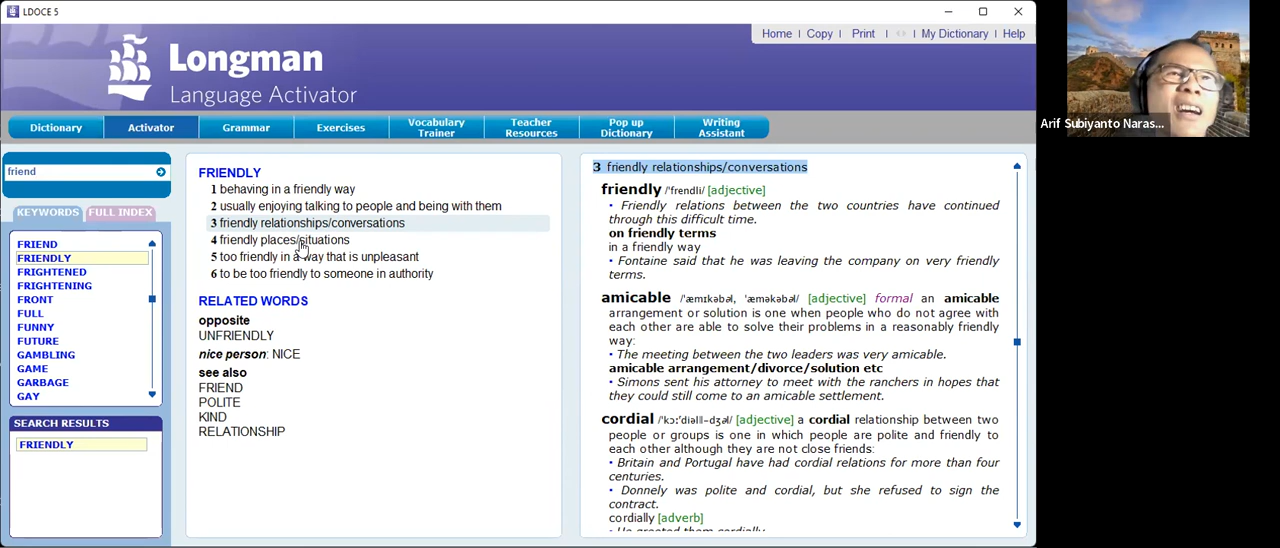 LDOCE 5
Home | Copy | Print | My Dictionary | Help
Longman
Language Activator
Dictionary
Activator
Grammar
Exercises
Vocabulary
Trainer
Teacher
Resources
Pop up
Dictionary
Writing
Assistant
friend
KEYWORDS
FULL INDEX
FRIEND
FRIENDLY
FRIGHTENED
FRIGHTENING
FRONT
FULL
FUNNY
FUTURE
GAMBLING
GAME
GARBAGE
GAY
SEARCH RESULTS
FRIENDLY
FRIENDLY
1 behaving in a friendly way
2 usually enjoying talking to people and being with them
3 friendly relationships/conversations
4 friendly places/situations
5 too friendly in a way that is unpleasant
6 to be too friendly to someone in authority
RELATED WORDS
opposite
UNFRIENDLY
nice person: NICE
see also
FRIEND
POLITE
KIND
RELATIONSHIP
3 friendly relationships/conversations
friendly /ˈfrendli/ [adjective]
• Friendly relations between the two countries have continued
through this difficult time.
on friendly terms
in a friendly way
• Fontaine said that he was leaving the company on very friendly
terms.
amicable /ˈæmɪkəbəl, ˈæməkəbəl/ [adjective] formal an amicable
arrangement or solution is one when people who do not agree with
each other are able to solve their problems in a reasonably friendly
way:
• The meeting between the two leaders was very amicable.
amicable arrangement/divorce/solution etc
• Simons sent his attorney to meet with the ranchers in hopes that
they could still come to an amicable settlement.
cordial /ˈkɔːʳdiəl‖-dʒəl/ [adjective] a cordial relationship between two
people or groups is one in which people are polite and friendly to
each other although they are not close friends:
• Britain and Portugal have had cordial relations for more than four
centuries.
• Donnely was polite and cordial, but she refused to sign the
contract.
cordially [adverb]
• He greeted them cordially.
Arif Subiyanto Naras...